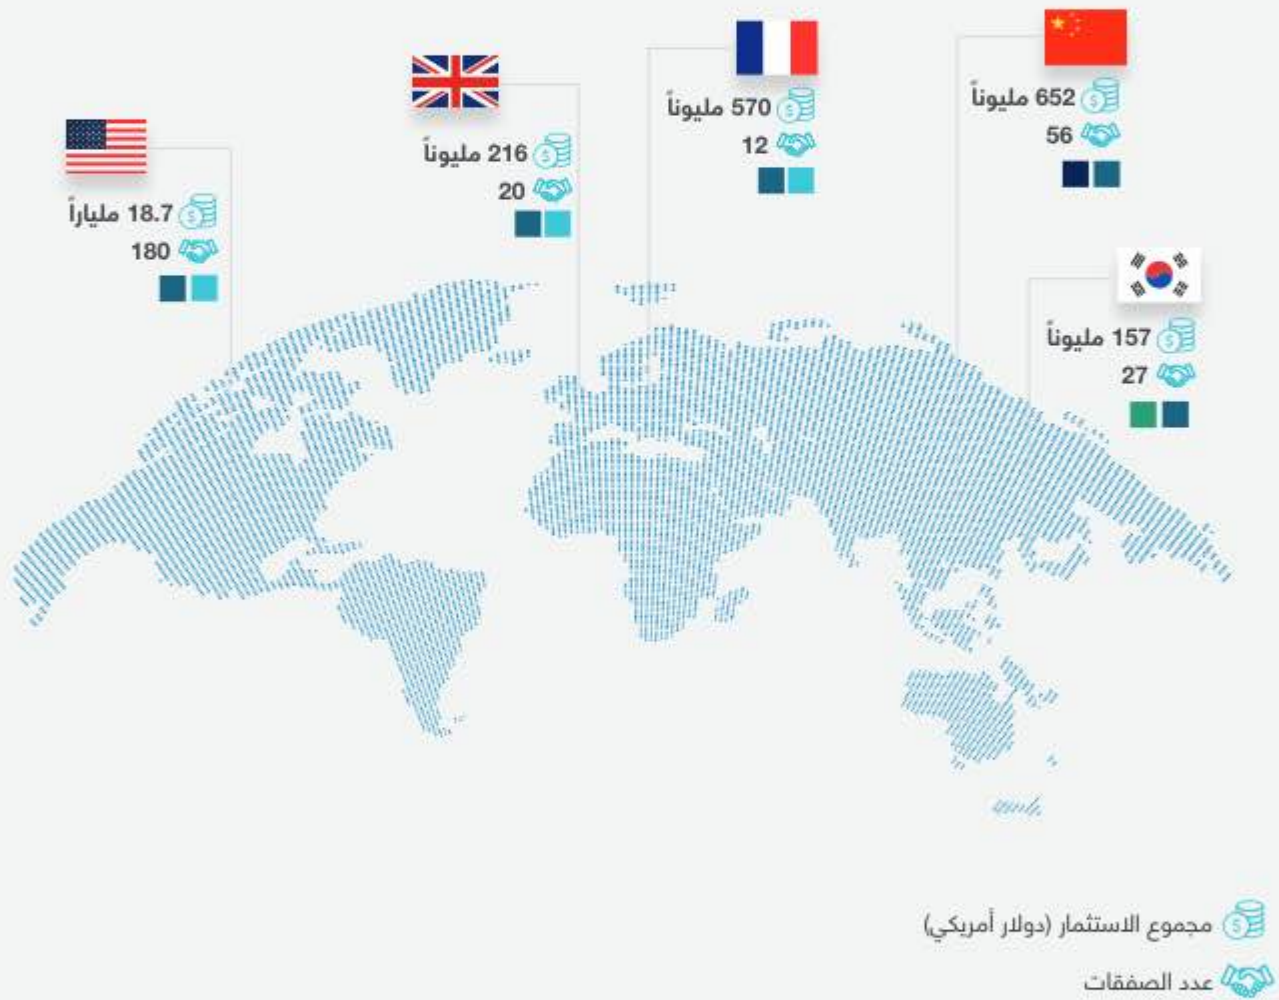 652 مليوناً
56
570 مليوناً
12
216 مليوناً
20
18.7 ملياراً
180
157 مليوناً
27
مجموع الاستثمار (دولار أمريكي)
عدد الصفقات